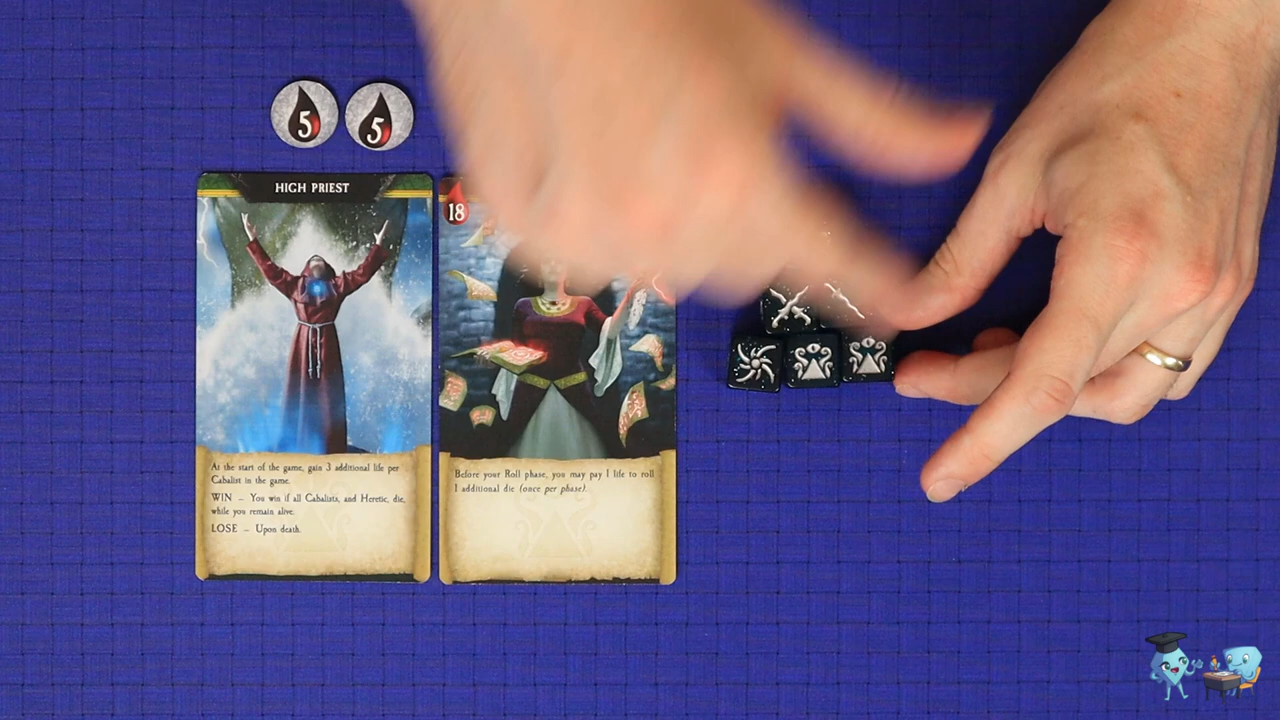 5
5
HIGH PRIEST
At the start of the game, gain 3 additional life per
Cabalist in the game.
WIN – You win if all Cabalists, and Heretic, die,
while you remain alive.
LOSE – Upon death.
18
Before your Roll phase, you may pay 1 life to roll
1 additional die (once per phase).